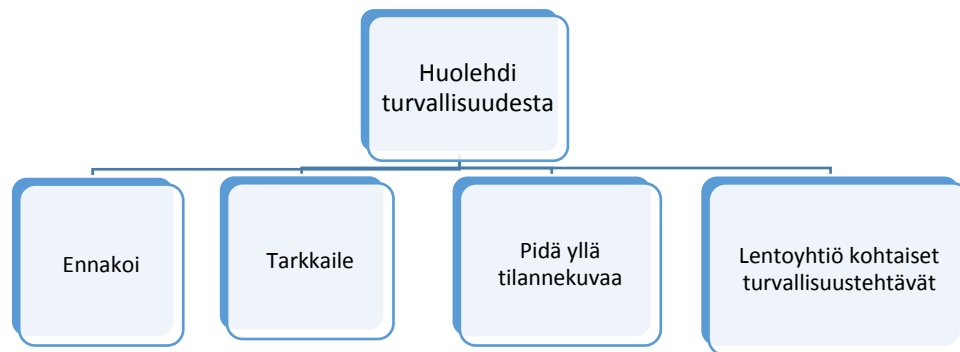 Huolehdi
turvallisuudesta
Ennakoi
Tarkkaile
Pidä yllä
tilannekuvaa
Lentoyhtiö kohtaiset
turvallisuustehtävät